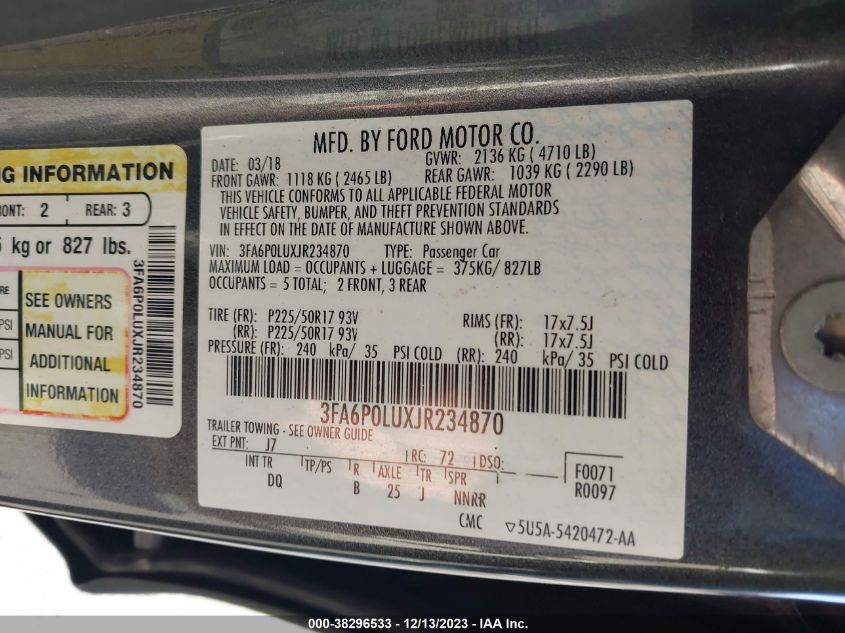 NG INFORMATION
RONT: 2 REAR: 3
5 kg or 827 lbs.
RE
SEE OWNERS
PSI
MANUAL FOR
PSI
ADDITIONAL
INFORMATION
3FA6P0LUXJR234870
MFD. BY FORD MOTOR CO.
DATE: 03/18 GVWR: 2136 KG ( 4710 LB)
FRONT GAWR: 1118 KG ( 2465 LB) REAR GAWR: 1039 KG ( 2290 LB)
THIS VEHICLE CONFORMS TO ALL APPLICABLE FEDERAL MOTOR
VEHICLE SAFETY, BUMPER, AND THEFT PREVENTION STANDARDS
IN EFFECT ON THE DATE OF MANUFACTURE SHOWN ABOVE.
VIN: 3FA6P0LUXJR234870 TYPE: Passenger Car
MAXIMUM LOAD = OCCUPANTS + LUGGAGE = 375KG/ 827LB
OCCUPANTS = 5 TOTAL; 2 FRONT, 3 REAR
TIRE (FR): P225/50R17 93V RIMS (FR): 17x7.5J
(RR): P225/50R17 93V (RR): 17x7.5J
PRESSURE (FR): 240 kPa/ 35 PSI COLD (RR): 240 kPa/ 35 PSI COLD
3FA6P0LUXJR234870
TRAILER TOWING - SEE OWNER GUIDE
EXT PNT: J7 RC: 72 DSO:
INT TR TP/PS R AXLE TR SPR
DQ B 25 J NNRR
F0071
R0097
CMC 5U5A-5420472-AA
000-38296533 - 12/13/2023 - IAA Inc.